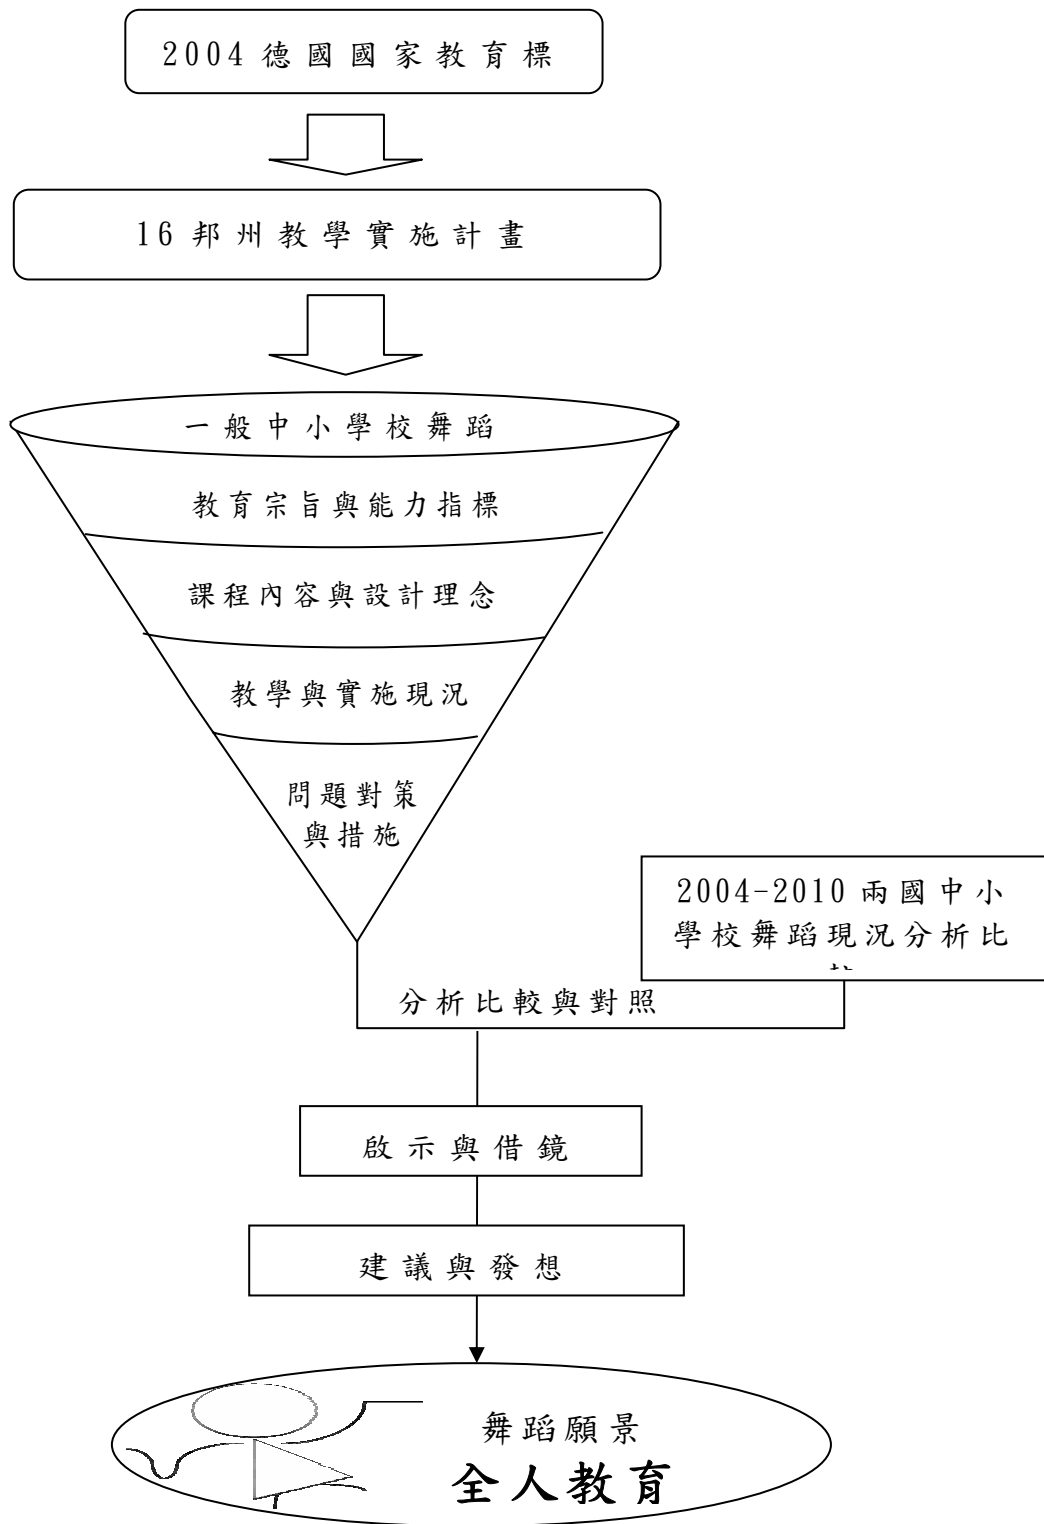 2004 德國國家教育標
16 邦州教學實施計畫
一般中小學校舞蹈
教育宗旨與能力指標
課程內容與設計理念
教學與實施現況
問題對策
與措施
2004-2010 兩國中小
學校舞蹈現況分析比
分析比較與對照
啟示與借鏡
建議與發想
舞蹈願景
全人教育